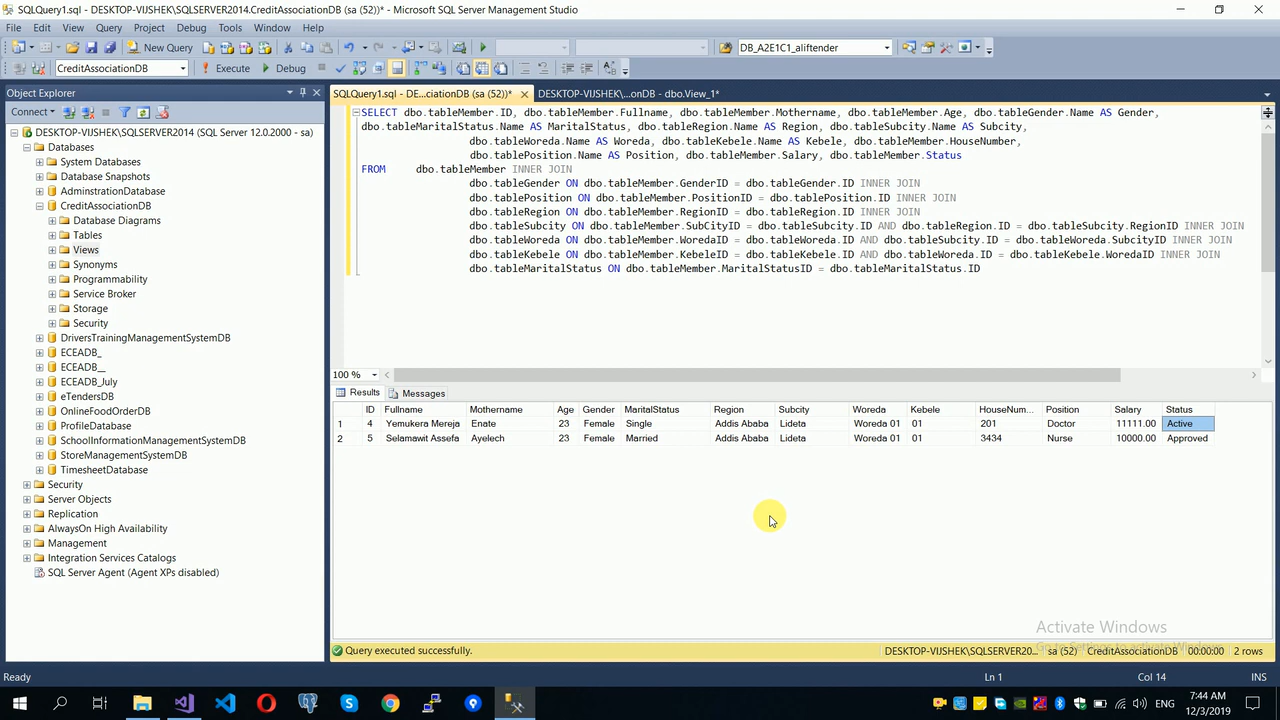 SQLQuery1.sql - DESKTOP-VIJSHEK\SQLSERVER2014.CreditAssociationDB (sa (52))* - Microsoft SQL Server Management Studio
File Edit View Query Project Debug Tools Window Help
New Query
DB_A2E1C1_aliftender
CreditAssociationDB
Execute
Debug
Object Explorer
Connect
DESKTOP-VIJSHEK\SQLSERVER2014 (SQL Server 12.0.2000 - sa)
Databases
System Databases
Database Snapshots
AdminstrationDatabase
CreditAssociationDB
Database Diagrams
Tables
Views
Synonyms
Programmability
Service Broker
Storage
Security
DriversTrainingManagementSystemDB
ECEADB_
ECEADB__
ECEADB_July
eTendersDB
OnlineFoodOrderDB
ProfileDatabase
SchoolInformationManagementSystemDB
StoreManagementSystemDB
TimesheetDatabase
Security
Server Objects
Replication
AlwaysOn High Availability
Management
Integration Services Catalogs
SQL Server Agent (Agent XPs disabled)
SQLQuery1.sql - DE...ciationDB (sa (52))* DESKTOP-VIJSHEK\...onDB - dbo.View_1*
SELECT dbo.tableMember.ID, dbo.tableMember.Fullname, dbo.tableMember.Mothername, dbo.tableMember.Age, dbo.tableGender.Name AS Gender,
dbo.tableMaritalStatus.Name AS MaritalStatus, dbo.tableRegion.Name AS Region, dbo.tableSubcity.Name AS Subcity,
dbo.tableWoreda.Name AS Woreda, dbo.tableKebele.Name AS Kebele, dbo.tableMember.HouseNumber,
dbo.tablePosition.Name AS Position, dbo.tableMember.Salary, dbo.tableMember.Status
FROM dbo.tableMember INNER JOIN
dbo.tableGender ON dbo.tableMember.GenderID = dbo.tableGender.ID INNER JOIN
dbo.tablePosition ON dbo.tableMember.PositionID = dbo.tablePosition.ID INNER JOIN
dbo.tableRegion ON dbo.tableMember.RegionID = dbo.tableRegion.ID INNER JOIN
dbo.tableSubcity ON dbo.tableMember.SubCityID = dbo.tableSubcity.ID AND dbo.tableRegion.ID = dbo.tableSubcity.RegionID INNER JOIN
dbo.tableWoreda ON dbo.tableMember.WoredaID = dbo.tableWoreda.ID AND dbo.tableSubcity.ID = dbo.tableWoreda.SubcityID INNER JOIN
dbo.tableKebele ON dbo.tableMember.KebeleID = dbo.tableKebele.ID AND dbo.tableWoreda.ID = dbo.tableKebele.WoredaID INNER JOIN
dbo.tableMaritalStatus ON dbo.tableMember.MaritalStatusID = dbo.tableMaritalStatus.ID
100 %
Results Messages
ID Fullname Mothername Age Gender MaritalStatus Region Subcity Woreda Kebele HouseNum... Position Salary Status
1 4 Yemukera Mereja Enate 23 Female Single Addis Ababa Lideta Woreda 01 01 201 Doctor 11111.00 Active
2 5 Selamawit Assefa Ayelech 23 Female Married Addis Ababa Lideta Woreda 01 01 3434 Nurse 10000.00 Approved
Activate Windows
Go to Settings to activate
Query executed successfully.
DESKTOP-VIJSHEK\SQLSERVER20... sa (52) CreditAssociationDB 00:00:00 2 rows
Ready
Ln 1 Col 14 INS
ENG
7:44 AM
12/3/2019